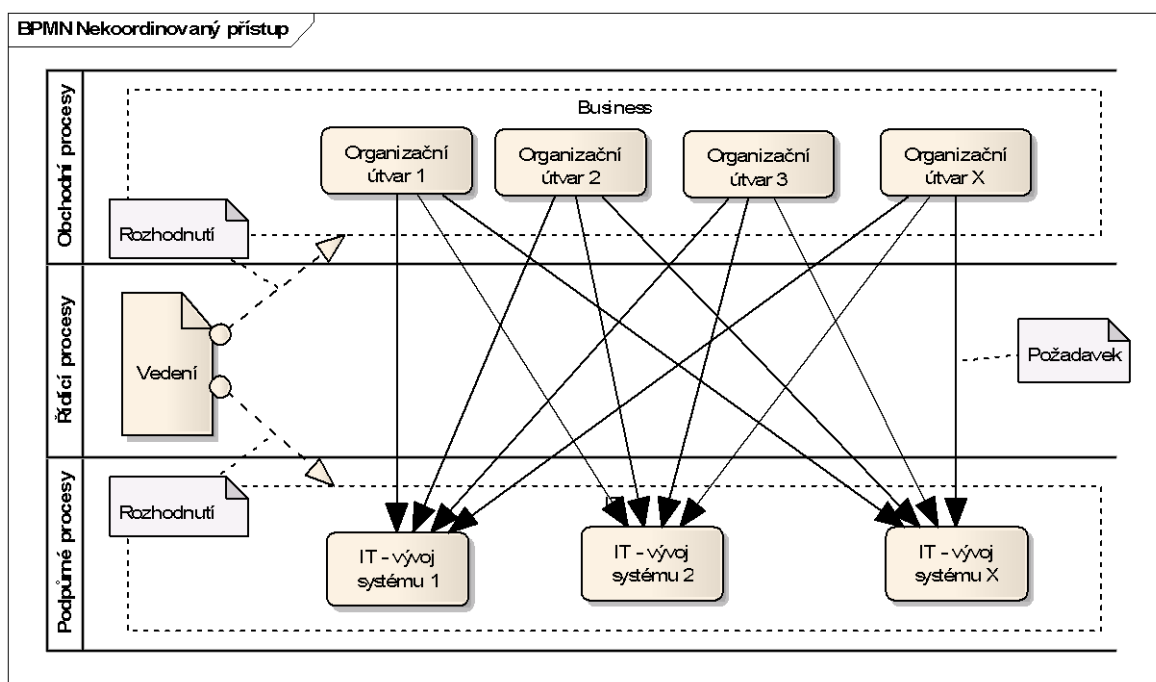 BPMN Nekoordinovaný přístup
Obchodní procesy
Business
Organizační
útvar 1
Organizační
útvar 2
Organizační
útvar 3
Organizační
útvar X
Rozhodnutí
Řídící procesy
Vedení
Požadavek
Podpůrné procesy
Rozhodnutí
IT - vývoj
systému 1
IT - vývoj
systému 2
IT - vývoj
systému X